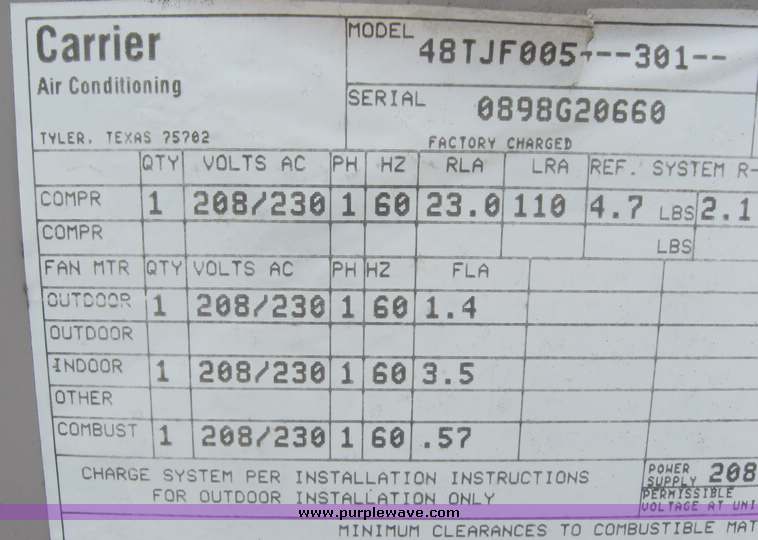 Carrier
Air Conditioning
TYLER, TEXAS 75702
MODEL 48TJF005---301--
SERIAL 0898G20660
FACTORY CHARGED
QTY VOLTS AC PH HZ RLA LRA REF. SYSTEM R-
COMPR 1 208/230 1 60 23.0 110 4.7 LBS 2.1
COMPR LBS
FAN MTR QTY VOLTS AC PH HZ FLA
OUTDOOR 1 208/230 1 60 1.4
OUTDOOR
INDOOR 1 208/230 1 60 3.5
OTHER
COMBUST 1 208/230 1 60 .57
CHARGE SYSTEM PER INSTALLATION INSTRUCTIONS
FOR OUTDOOR INSTALLATION ONLY
POWER
SUPPLY 208
PERMISSIBLE
VOLTAGE AT UNI
www.purplewave.com
MINIMUM CLEARANCES TO COMBUSTIBLE MAT